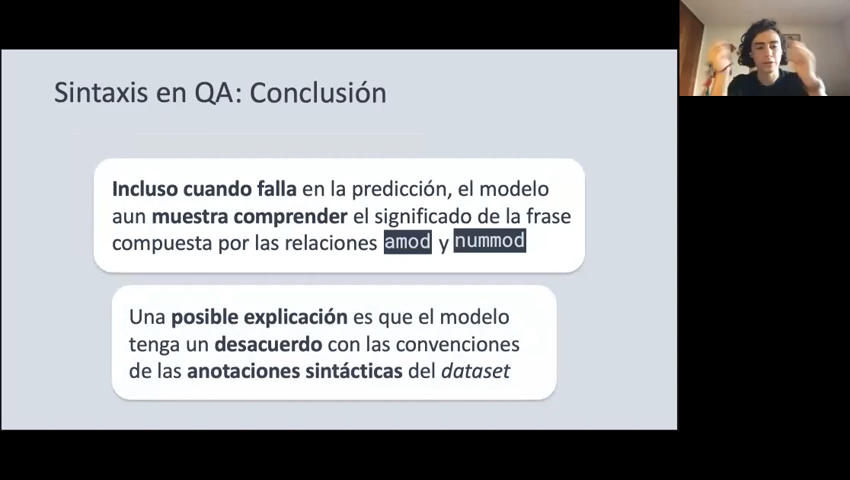 Sintaxis en QA: Conclusión
Incluso cuando falla en la predicción, el modelo
aun muestra comprender el significado de la frase
compuesta por las relaciones amod y nummod
Una posible explicación es que el modelo
tenga un desacuerdo con las convenciones
de las anotaciones sintácticas del dataset